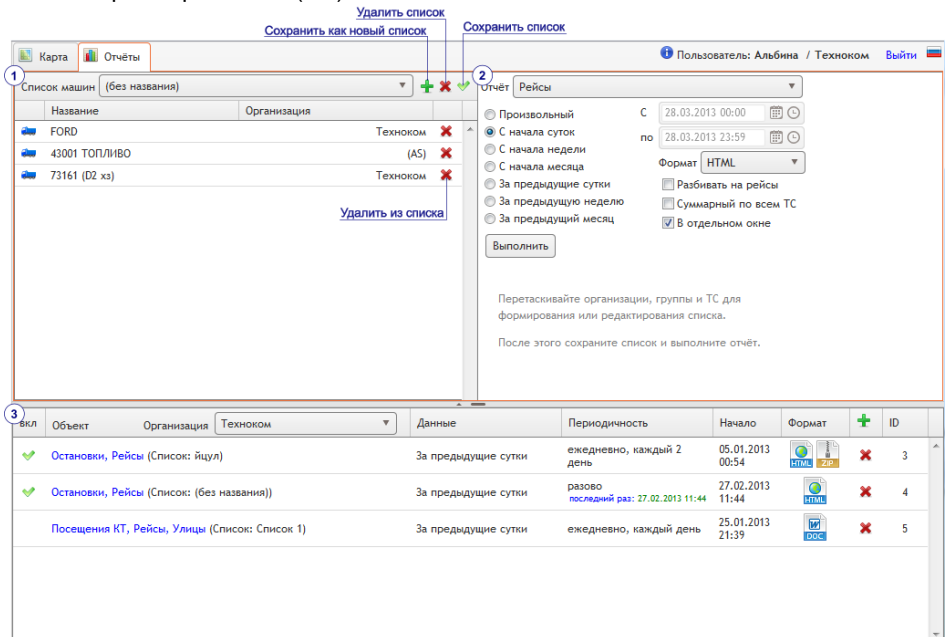 Удалить список
Сохранить как новый список
Сохранить список
Карта
Отчёты
Пользователь: Альбина / Техноком
Выйти
1
Список машин (без названия)
Название Организация
FORD Техноком
43001 ТОПЛИВО (AS)
73161 (D2 хз) Техноком
Удалить из списка
2
Отчёт Рейсы
Произвольный
С начала суток
С начала недели
С начала месяца
За предыдущие сутки
За предыдущую неделю
За предыдущий месяц
С 28.03.2013 00:00
по 28.03.2013 23:59
Формат HTML
Разбивать на рейсы
Суммарный по всем ТС
В отдельном окне
Выполнить
Перетаскивайте организации, группы и ТС для
формирования или редактирования списка.
После этого сохраните список и выполните отчёт.
3
вкл Объект Организация Техноком Данные Периодичность Начало Формат ID
Остановки, Рейсы (Список: йцул) За предыдущие сутки ежедневно, каждый 2
день
05.01.2013
00:54
HTML ZIP 3
Остановки, Рейсы (Список: (без названия)) За предыдущие сутки разово
последний раз: 27.02.2013 11:44
27.02.2013
11:44
HTML 4
Посещения КТ, Рейсы, Улицы (Список: Список 1) За предыдущие сутки ежедневно, каждый день
25.01.2013
21:39
DOC 5